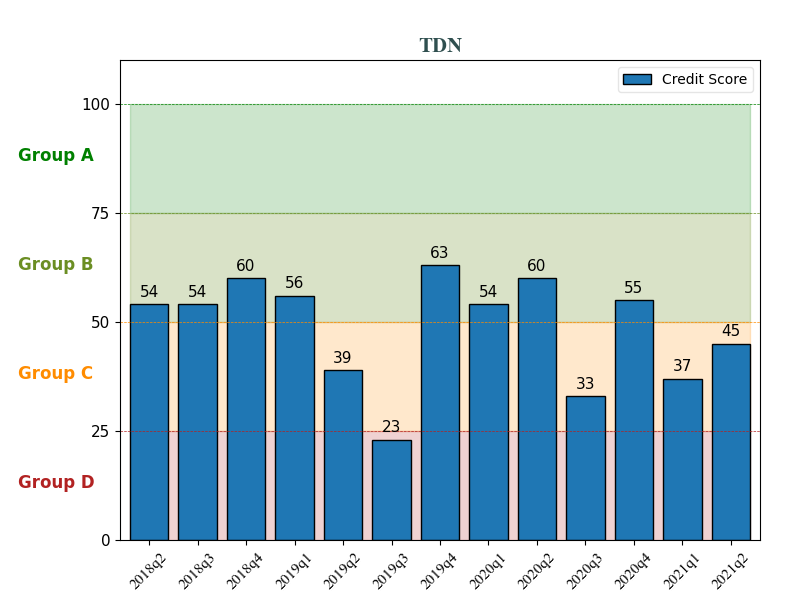 TDN
Credit Score
100
Group A
75
Group B
50
Group C
25
Group D
0
54
54
60
56
39
23
63
54
60
33
55
37
45
2018q2
2018q3
2018q4
2019q1
2019q2
2019q3
2019q4
2020q1
2020q2
2020q3
2020q4
2021q1
2021q2